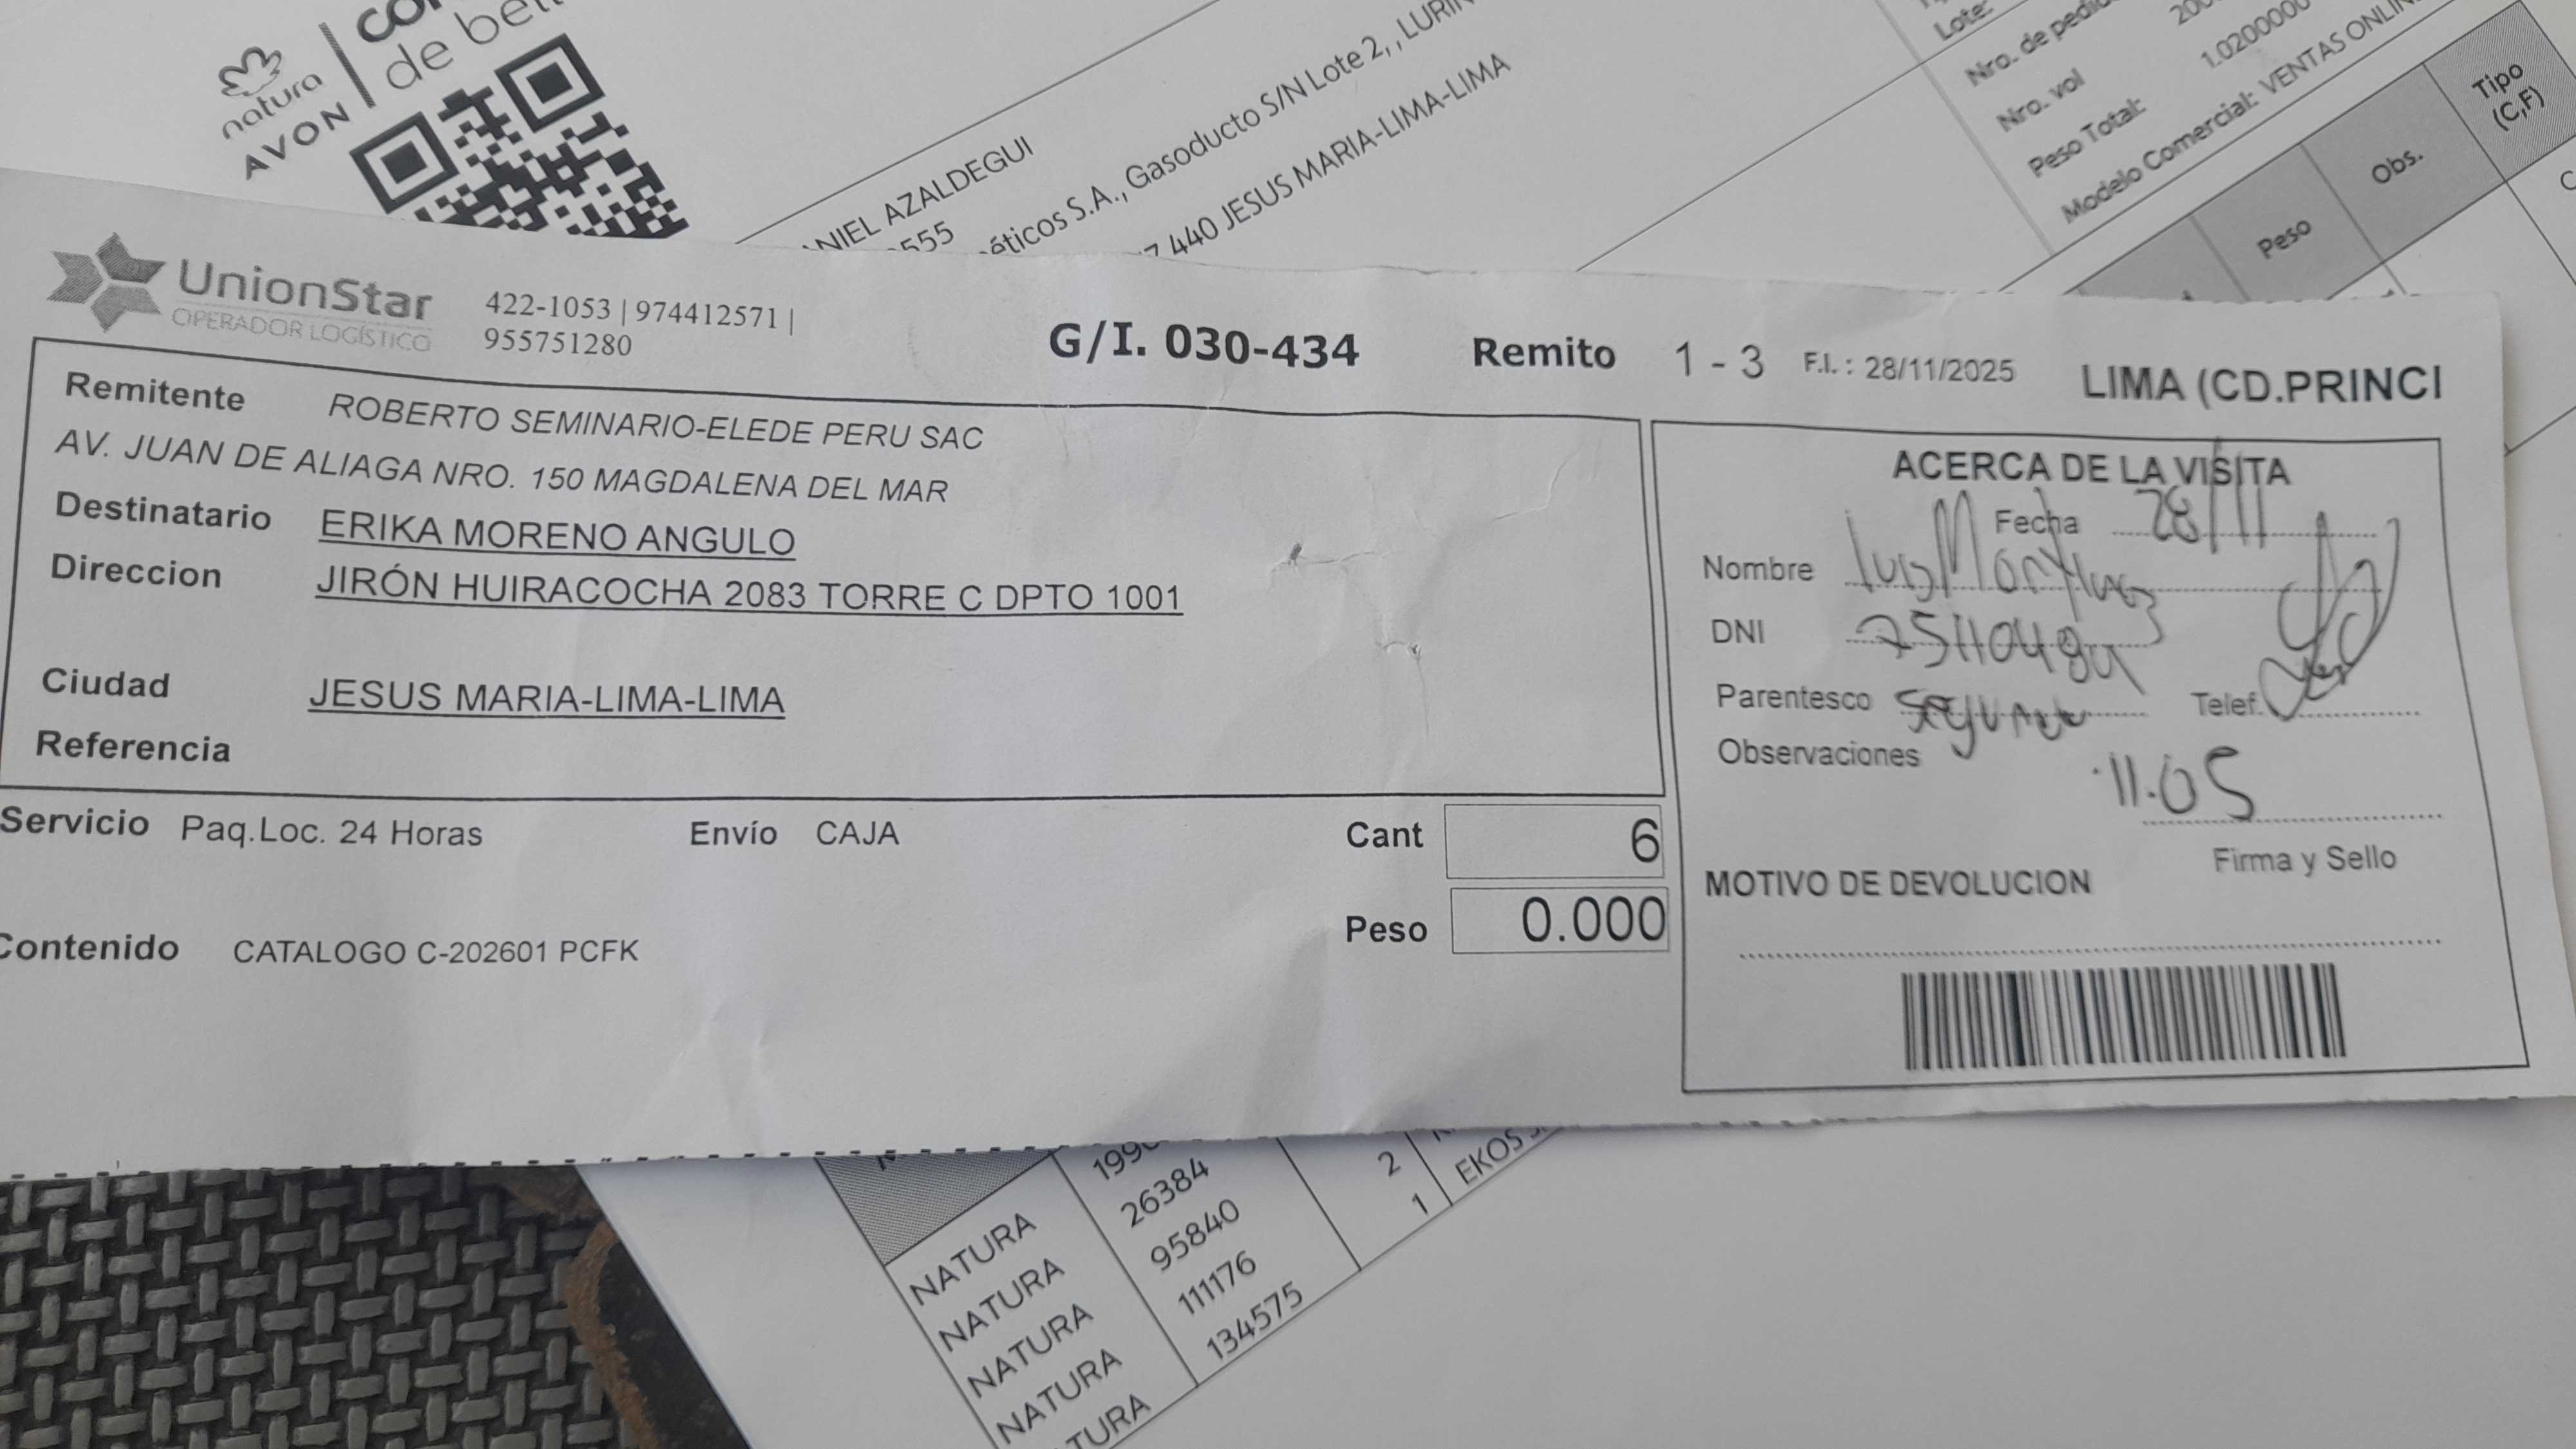 natura
AVON
de bel
ANIEL AZALDEGUI
555
éticos S.A., Gasoducto S/N Lote 2, , LURIN
440 JESUS MARIA-LIMA-LIMA
Lote:
Nro. de pedido
Nro. vol
Peso Total:
1.0200000
Modelo Comercial: VENTAS ONLIN
Peso
Obs.
Tipo
(C,F)
UnionStar
OPERADOR LOGÍSTICO
422-1053 | 974412571 |
955751280
G/I. 030-434
Remito 1 - 3 F.I. : 28/11/2025
LIMA (CD.PRINCI
Remitente ROBERTO SEMINARIO-ELEDE PERU SAC
AV. JUAN DE ALIAGA NRO. 150 MAGDALENA DEL MAR
Destinatario ERIKA MORENO ANGULO
Direccion JIRÓN HUIRACOCHA 2083 TORRE C DPTO 1001
Ciudad JESUS MARIA-LIMA-LIMA
Referencia
Servicio Paq.Loc. 24 Horas Envío CAJA
Cant 6
Peso 0.000
Contenido CATALOGO C-202601 PCFK
ACERCA DE LA VISITA
Fecha 28/11
Nombre Luis
DNI
Parentesco
Telef.
Observaciones
11.05
Firma y Sello
MOTIVO DE DEVOLUCION
NATURA
NATURA
NATURA
NATURA
TURA
26384
95840
111176
134575
2
1
EKOS